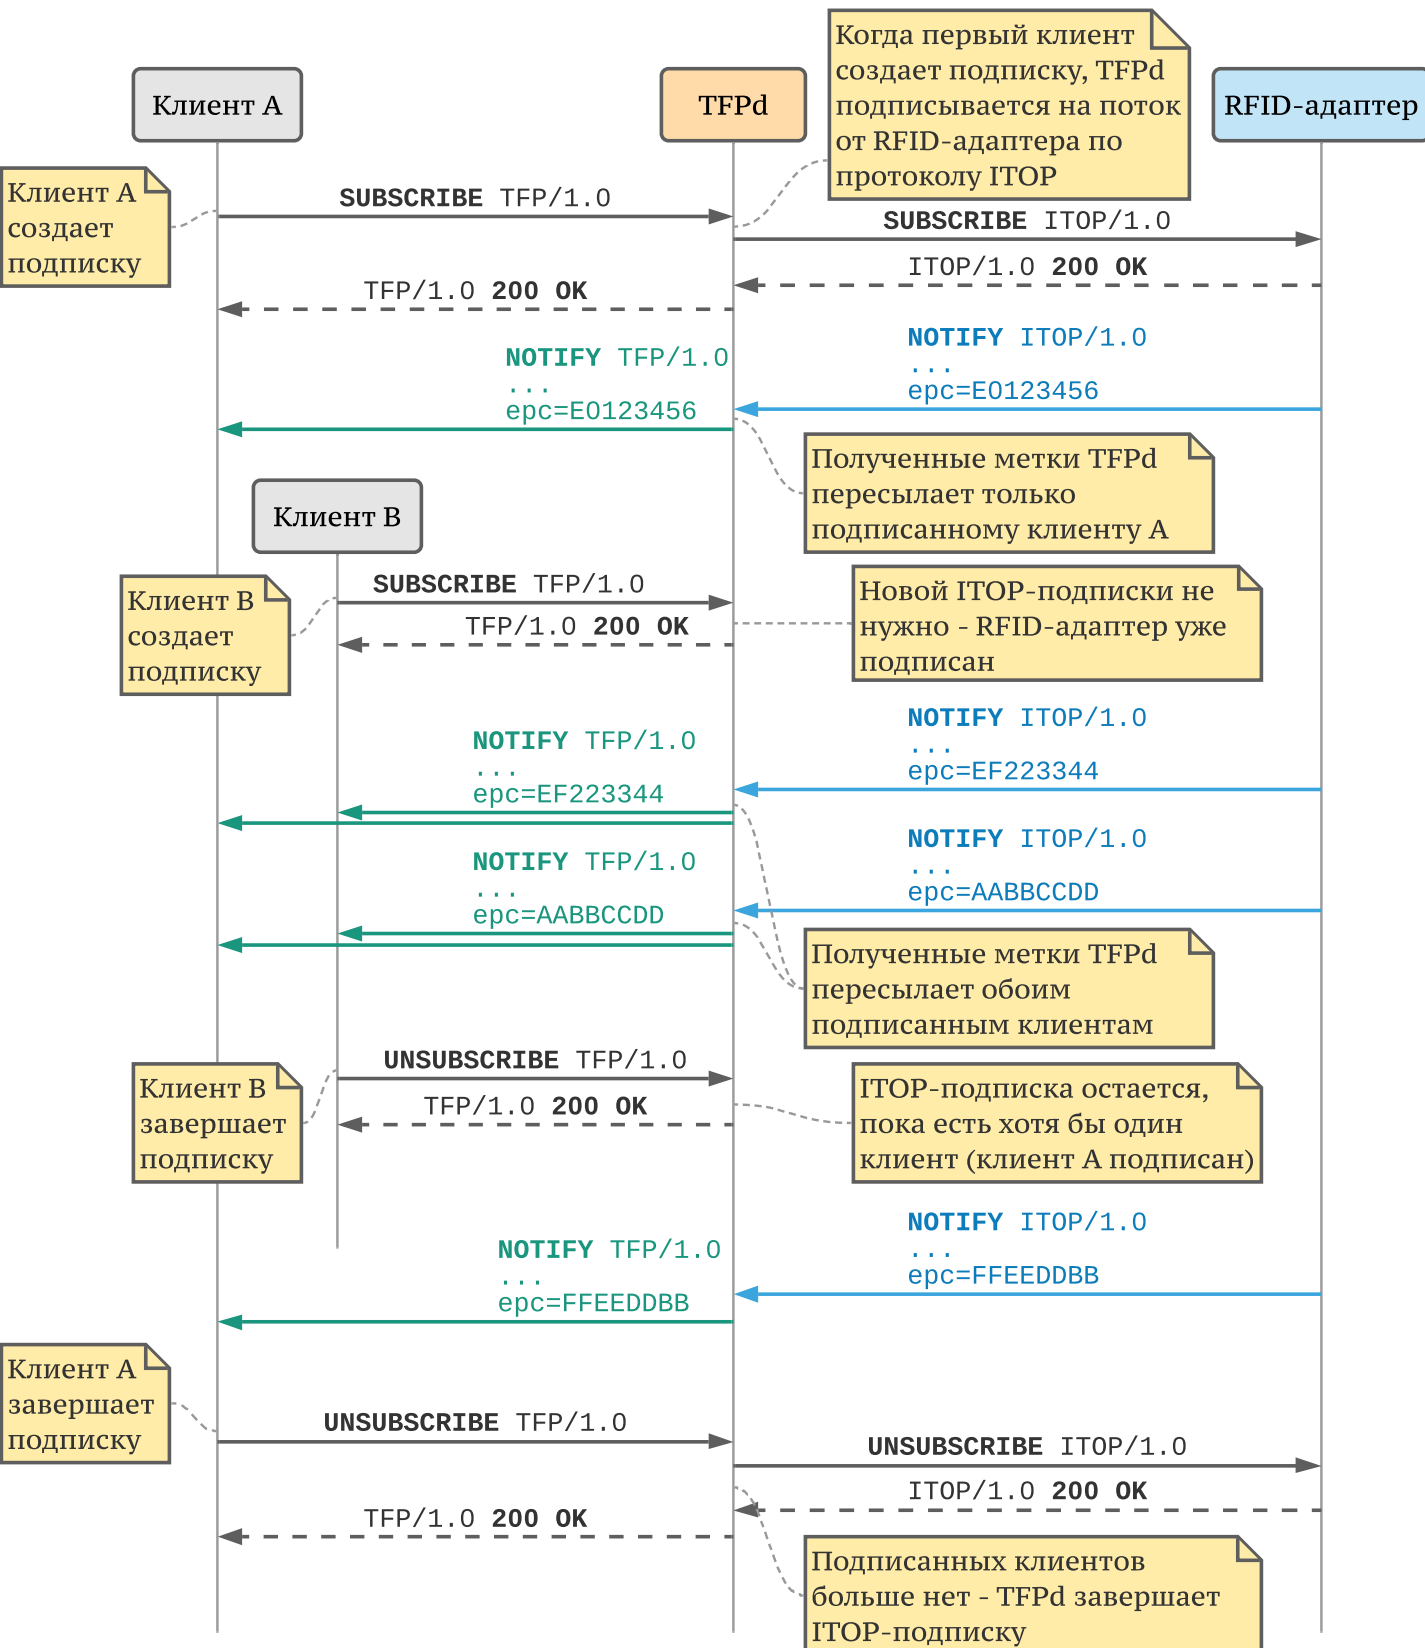 Когда первый клиент
создает подписку, TFPd
подписывается на поток
от RFID-адаптера по
протоколу ITOP
Клиент A
TFPd
RFID-адаптер
Клиент A
создает
подписку
SUBSCRIBE TFP/1.0
SUBSCRIBE ITOP/1.0
ITOP/1.0 200 OK
TFP/1.0 200 OK
NOTIFY ITOP/1.0
...
epc=E0123456
NOTIFY TFP/1.0
...
epc=E0123456
Полученные метки TFPd
пересылает только
подписанному клиенту A
Клиент B
Клиент B
создает
подписку
SUBSCRIBE TFP/1.0
TFP/1.0 200 OK
Новой ITOP-подписки не
нужно - RFID-адаптер уже
подписан
NOTIFY ITOP/1.0
...
epc=EF223344
NOTIFY TFP/1.0
...
epc=EF223344
NOTIFY ITOP/1.0
...
epc=AABBCCDD
NOTIFY TFP/1.0
...
epc=AABBCCDD
Полученные метки TFPd
пересылает обоим
подписанным клиентам
Клиент B
завершает
подписку
UNSUBSCRIBE TFP/1.0
TFP/1.0 200 OK
ITOP-подписка остается,
пока есть хотя бы один
клиент (клиент A подписан)
NOTIFY ITOP/1.0
...
epc=FFEEDDBB
NOTIFY TFP/1.0
...
epc=FFEEDDBB
Клиент A
завершает
подписку
UNSUBSCRIBE TFP/1.0
UNSUBSCRIBE ITOP/1.0
ITOP/1.0 200 OK
TFP/1.0 200 OK
Подписанных клиентов
больше нет - TFPd завершает
ITOP-подписку